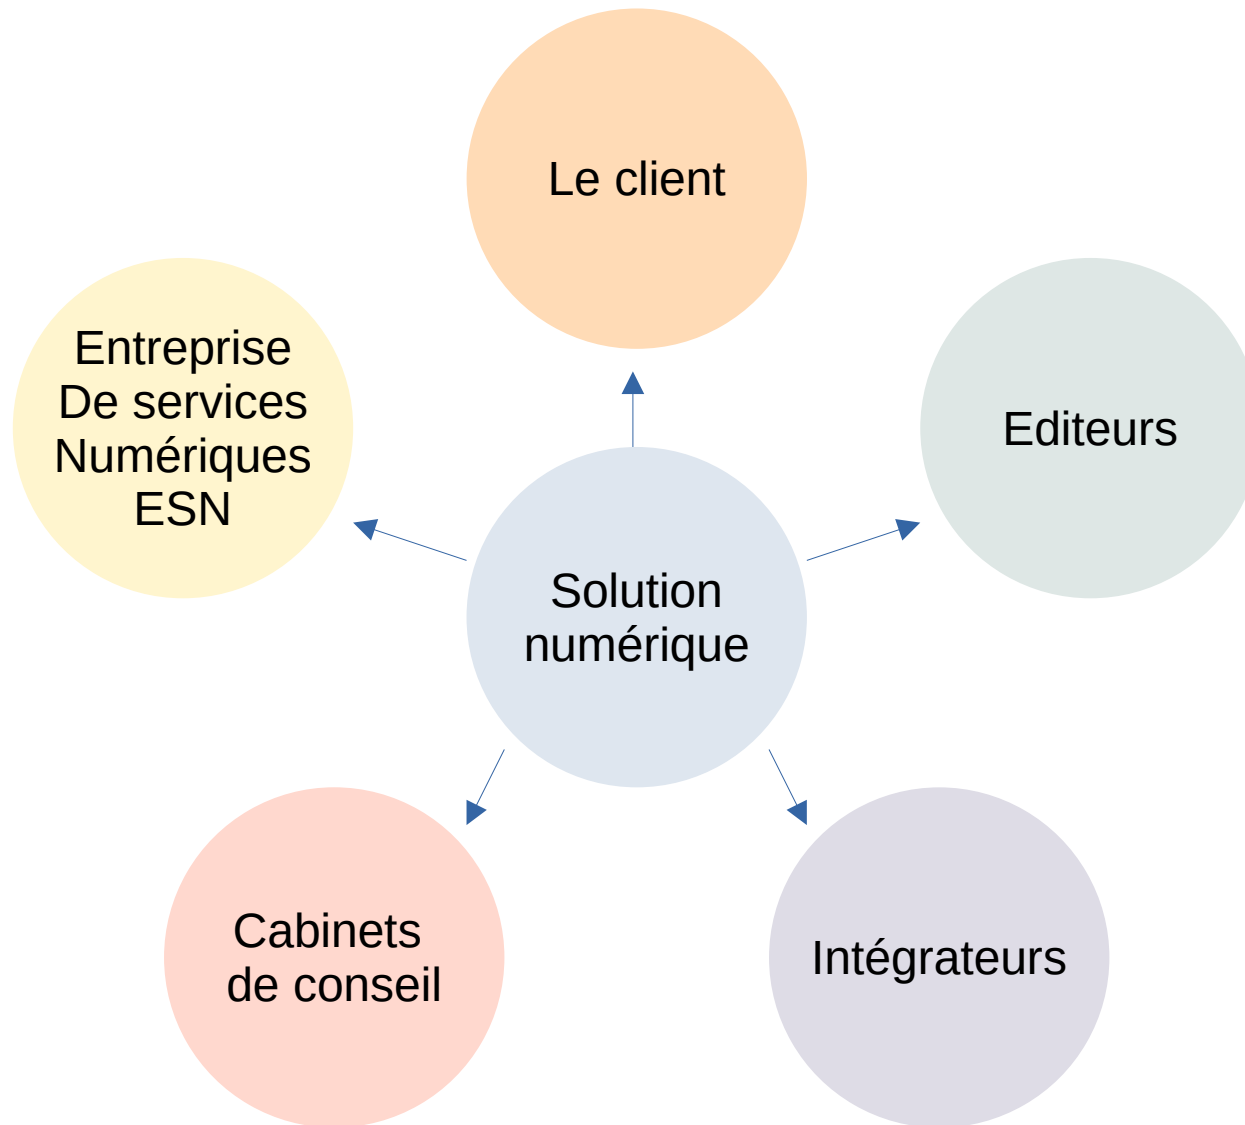 Le client
Entreprise
De services
Numériques
ESN
Editeurs
Solution
numérique
Cabinets
de conseil
Intégrateurs